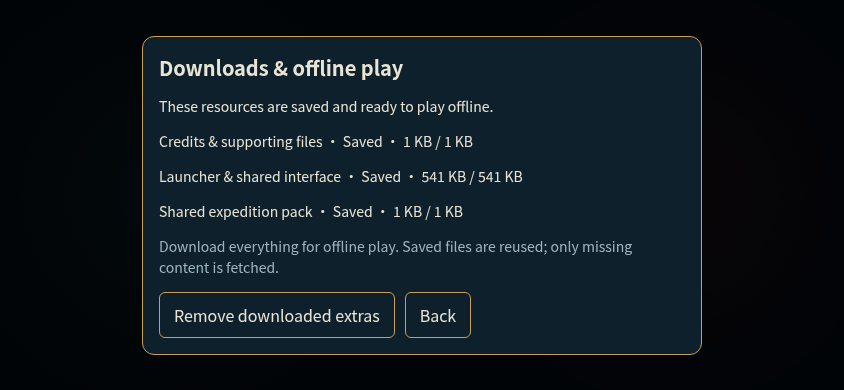 Downloads & offline play
These resources are saved and ready to play offline.
Credits & supporting files • Saved • 1 KB / 1 KB
Launcher & shared interface • Saved • 541 KB / 541 KB
Shared expedition pack • Saved • 1 KB / 1 KB
Download everything for offline play. Saved files are reused; only missing
content is fetched.
Remove downloaded extras
Back